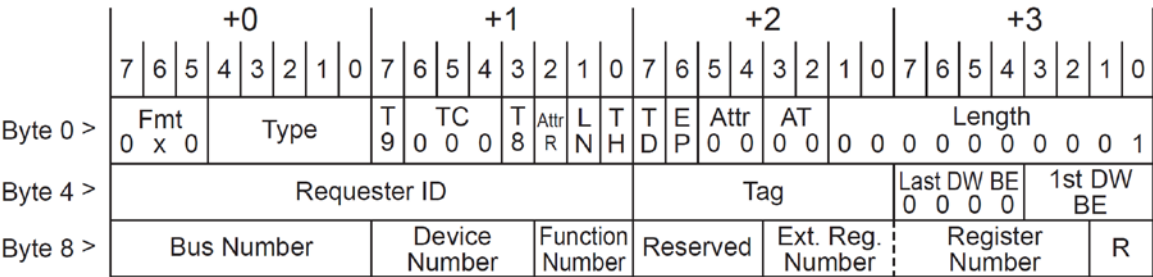 +0 +1 +2 +3
7 6 5 4 3 2 1 0 7 6 5 4 3 2 1 0 7 6 5 4 3 2 1 0 7 6 5 4 3 2 1 0
Byte 0 > Fmt Type T TC T Attr L T T E Attr AT Length
0 x 0 9 0 0 0 8 R N H D P 0 0 0 0 0 0 0 0 0 0 0 0 0 0 1
Byte 4 > Requester ID Tag Last DW BE 1st DW
0 0 0 0 BE
Byte 8 > Bus Number Device Function Reserved Ext. Reg. Register R
Number Number Number Number